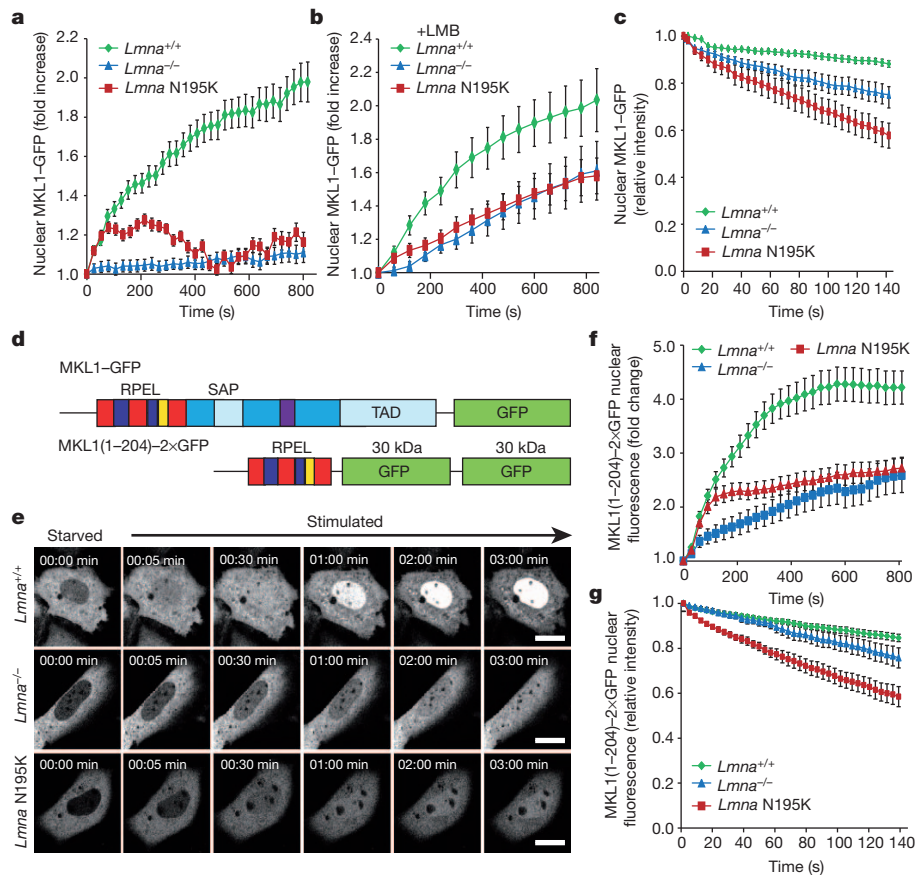 a
Nuclear MKL1–GFP (fold increase)
2.2
2.0
1.8
1.6
1.4
1.2
1.0
Lmna+/+
Lmna–/–
Lmna N195K
0 200 400 600 800
Time (s)
b
+LMB
Nuclear MKL1–GFP (fold increase)
2.4
2.2
2.0
1.8
1.6
1.4
1.2
1.0
Lmna+/+
Lmna–/–
Lmna N195K
0 200 400 600 800
Time (s)
c
Nuclear MKL1–GFP
(relative intensity)
1.0
0.8
0.6
0.4
0.2
0.0
Lmna+/+
Lmna–/–
Lmna N195K
0 20 40 60 80 100 120 140
Time (s)
d
MKL1–GFP
RPEL
SAP
TAD
GFP
MKL1(1–204)–2×GFP
RPEL
30 kDa
30 kDa
GFP
GFP
e
Starved
Stimulated
Lmna+/+
00:00 min 00:05 min 00:30 min 01:00 min 02:00 min 03:00 min
Lmna–/–
00:00 min 00:05 min 00:30 min 01:00 min 02:00 min 03:00 min
Lmna N195K
00:00 min 00:05 min 00:30 min 01:00 min 02:00 min 03:00 min
f
MKL1(1–204)–2×GFP nuclear
fluorescence (fold change)
Lmna+/+
Lmna N195K
Lmna–/–
5.0
4.0
3.0
2.0
1.0
0 200 400 600 800
Time (s)
g
MKL1(1–204)–2×GFP nuclear
fluorescence (relative intensity)
1.0
0.8
0.6
0.4
0.2
0.0
Lmna+/+
Lmna–/–
Lmna N195K
0 20 40 60 80 100 120 140
Time (s)